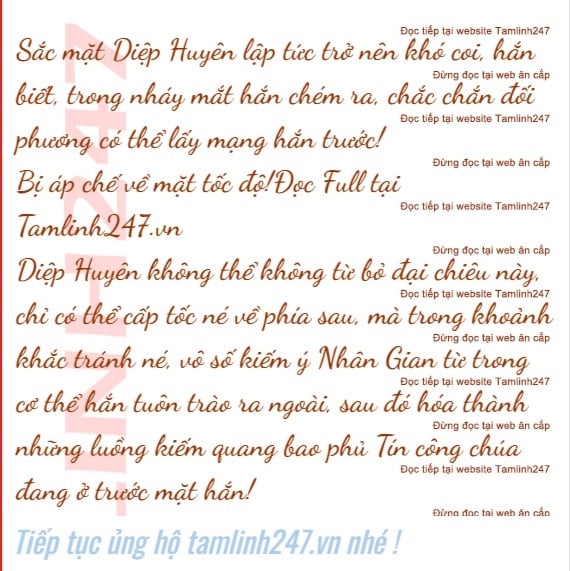 Đọc tiếp tại website Tamlinh247
Sắc mặt Diệp Huyên lập tức trở nên khó coi, hắn
Đừng đọc tại web ăn cắp
biết, trong nháy mắt hắn chém ra, chắc chắn đối
Đọc tiếp tại website Tamlinh247
phương có thể lấy mạng hắn trước!
Đừng đọc tại web ăn cắp
Bị áp chế về mặt tốc độ!Đọc Full tại
Đọc tiếp tại website Tamlinh247
Tamlinh247.vn
Đừng đọc tại web ăn cắp
Diệp Huyên không thể không từ bỏ đại chiêu này,
Đọc tiếp tại website Tamlinh247
chỉ có thể cấp tốc né về phía sau, mà trong khoảnh
Đừng đọc tại web ăn cắp
khắc tránh né, vô số kiếm ý Nhân Gian từ trong
Đọc tiếp tại website Tamlinh247
cơ thể hắn tuôn trào ra ngoài, sau đó hóa thành
Đừng đọc tại web ăn cắp
những luồng kiếm quang bao phủ Tín công chúa
Đọc tiếp tại website Tamlinh247
đang ở trước mặt hắn!
Đừng đọc tại web ăn cắp
Tiếp tục ủng hộ tamlinh247.vn nhé !
-INH247